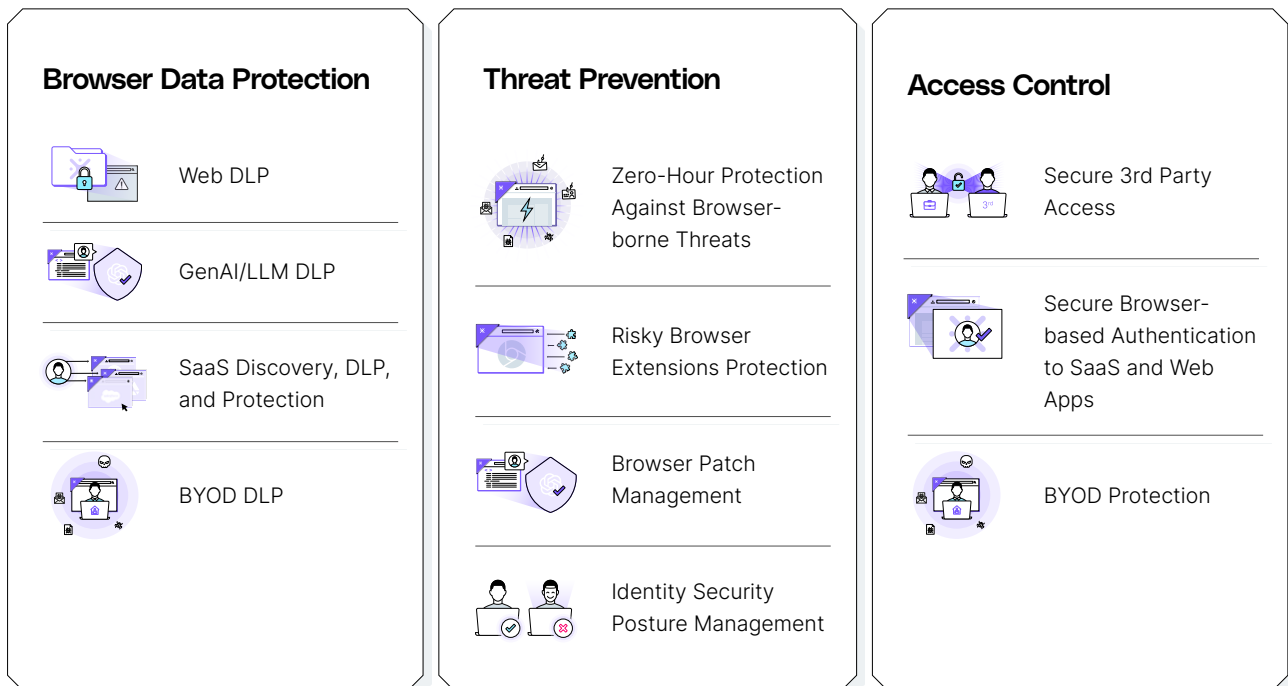 Browser Data Protection
Web DLP
GenAI/LLM DLP
SaaS Discovery, DLP,
and Protection
BYOD DLP
Threat Prevention
Zero-Hour Protection
Against Browser-
borne Threats
Risky Browser
Extensions Protection
Browser Patch
Management
Identity Security
Posture Management
Access Control
3rd
Secure 3rd Party
Access
Secure Browser-
based Authentication
to SaaS and Web
Apps
BYOD Protection